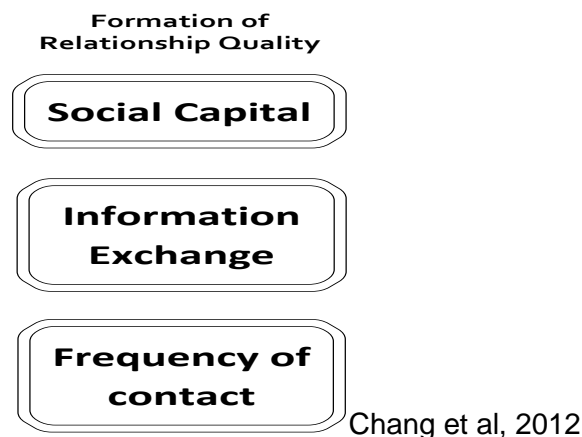 Formation of
Relationship Quality
Social Capital
Information
Exchange
Frequency of
contact
Chang et al, 2012